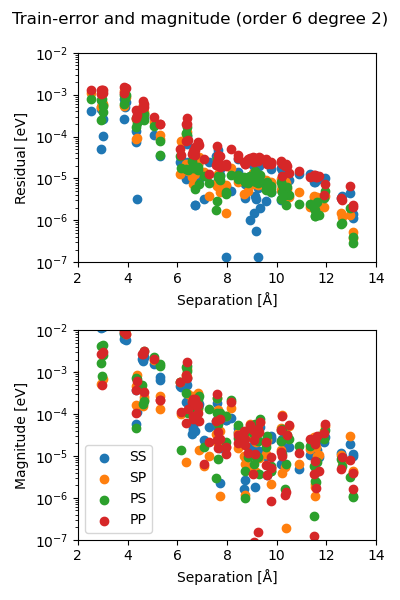 Train-error and magnitude (order 6 degree 2)
10⁻²
10⁻³
10⁻⁴
10⁻⁵
10⁻⁶
10⁻⁷
Residual [eV]
2 4 6 8 10 12 14
Separation [Å]
10⁻²
10⁻³
10⁻⁴
10⁻⁵
10⁻⁶
10⁻⁷
Magnitude [eV]
SS
SP
PS
PP
2 4 6 8 10 12 14
Separation [Å]